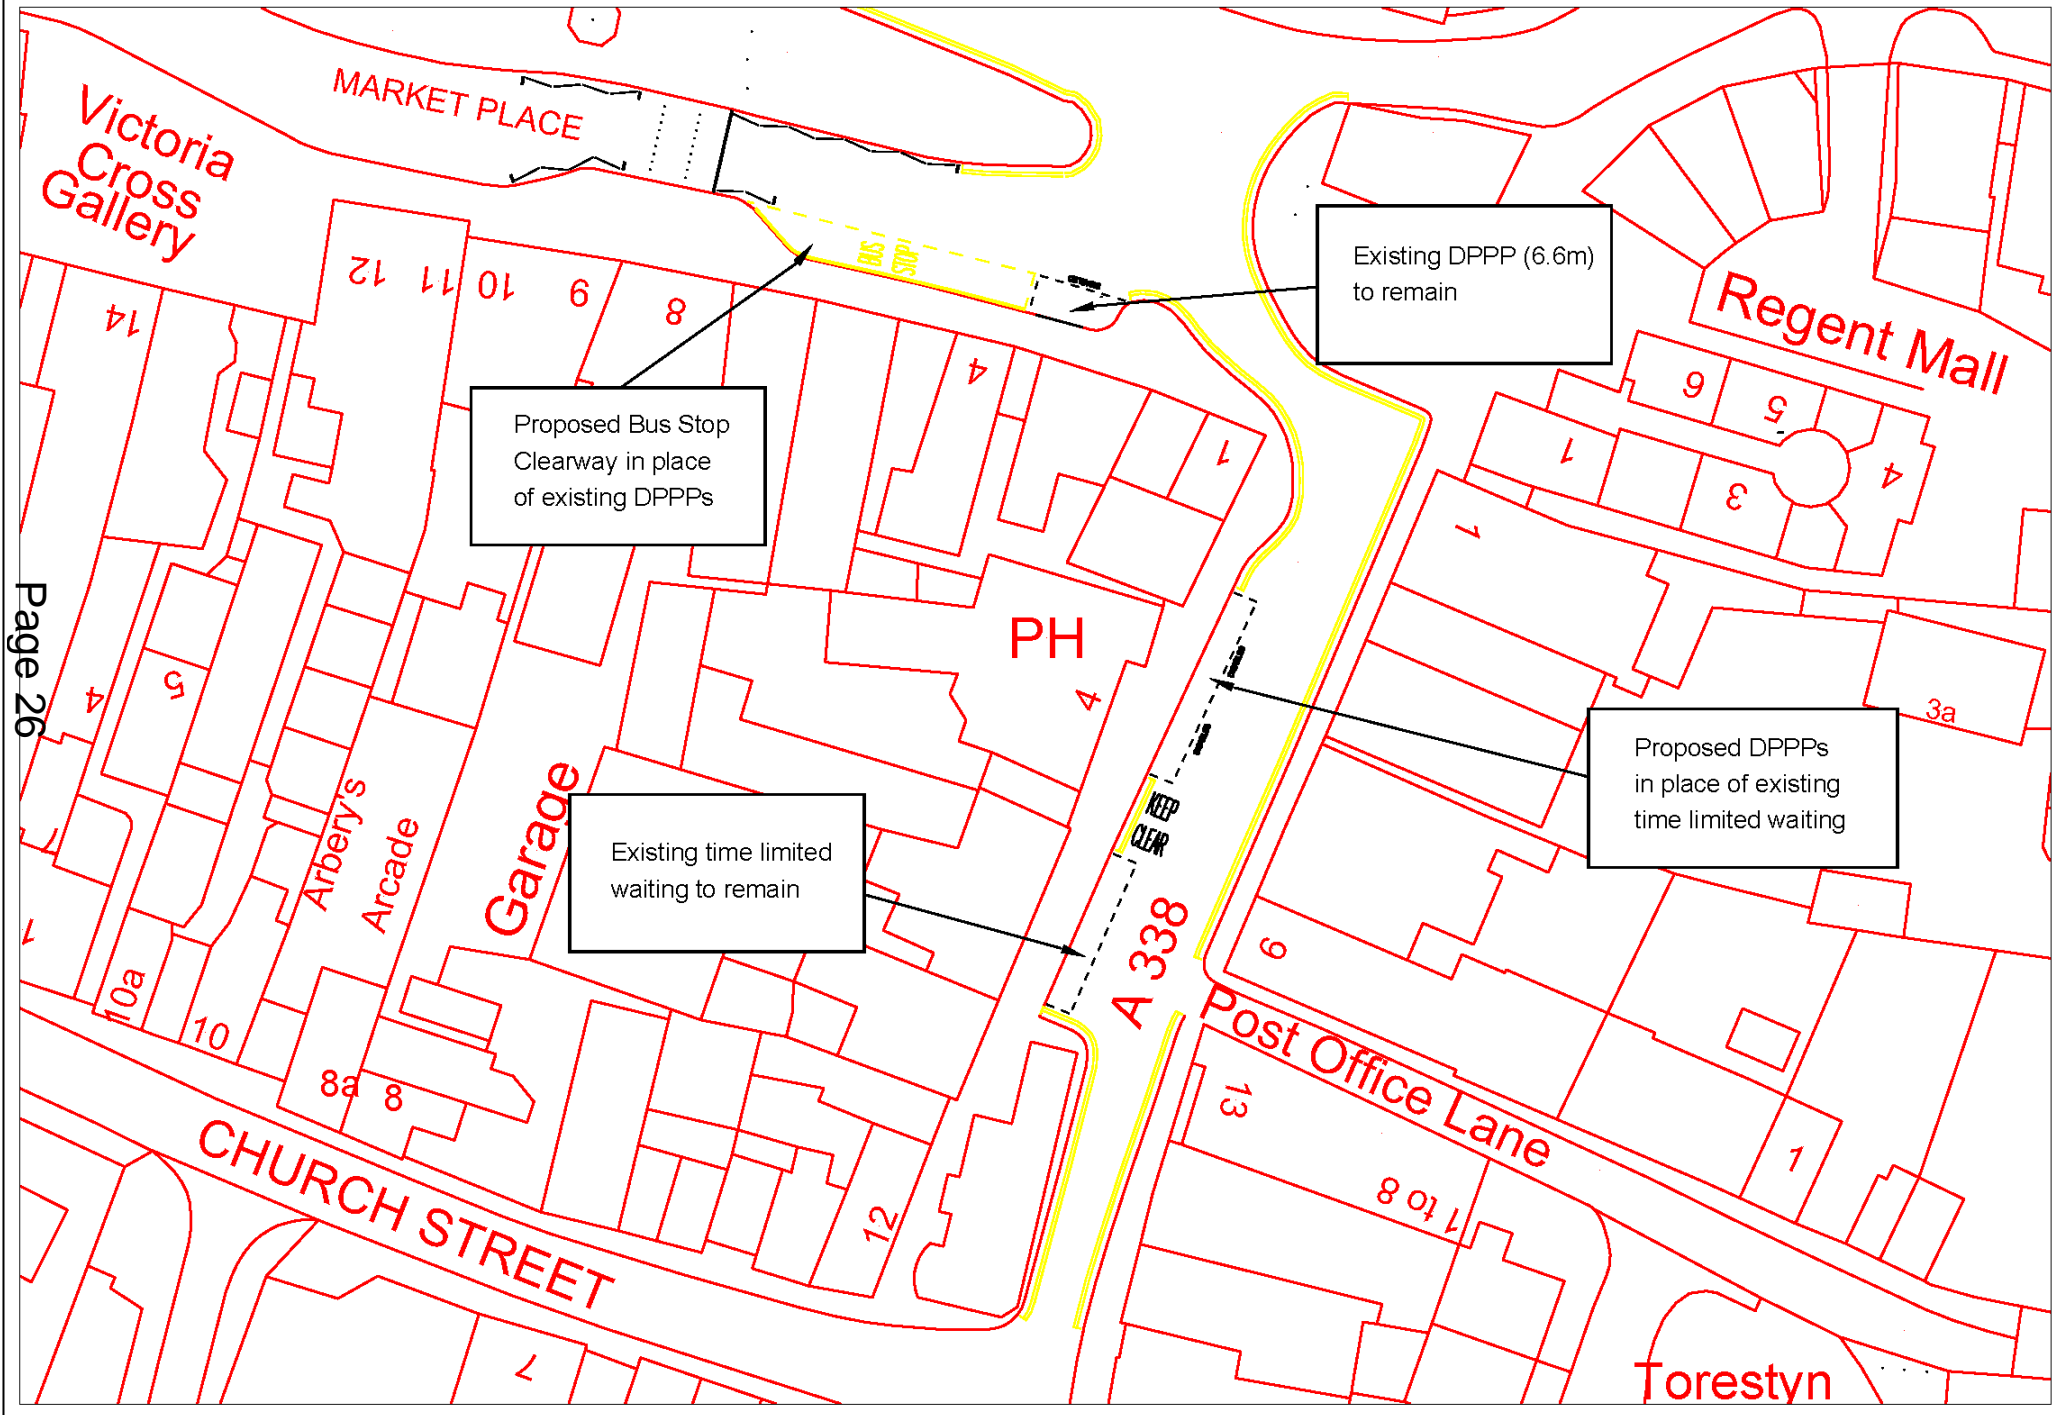 MARKET PLACE
Victoria
Cross
Gallery
BUS
STOP
Existing DPPP (6.6m)
to remain
Regent Mall
12
11
10
9
8
14
4
1
6
5
4
3
1
1
Proposed Bus Stop
Clearway in place
of existing DPPPs
Page 26
PH
4
4
5
3a
Proposed DPPPs
in place of existing
time limited waiting
KEEP
CLEAR
Arbery's
Arcade
Garage
Existing time limited
waiting to remain
A 338
9
1
10a
10
8a
8
Post Office Lane
13
1 to 8
1
CHURCH STREET
12
7
Torestyn